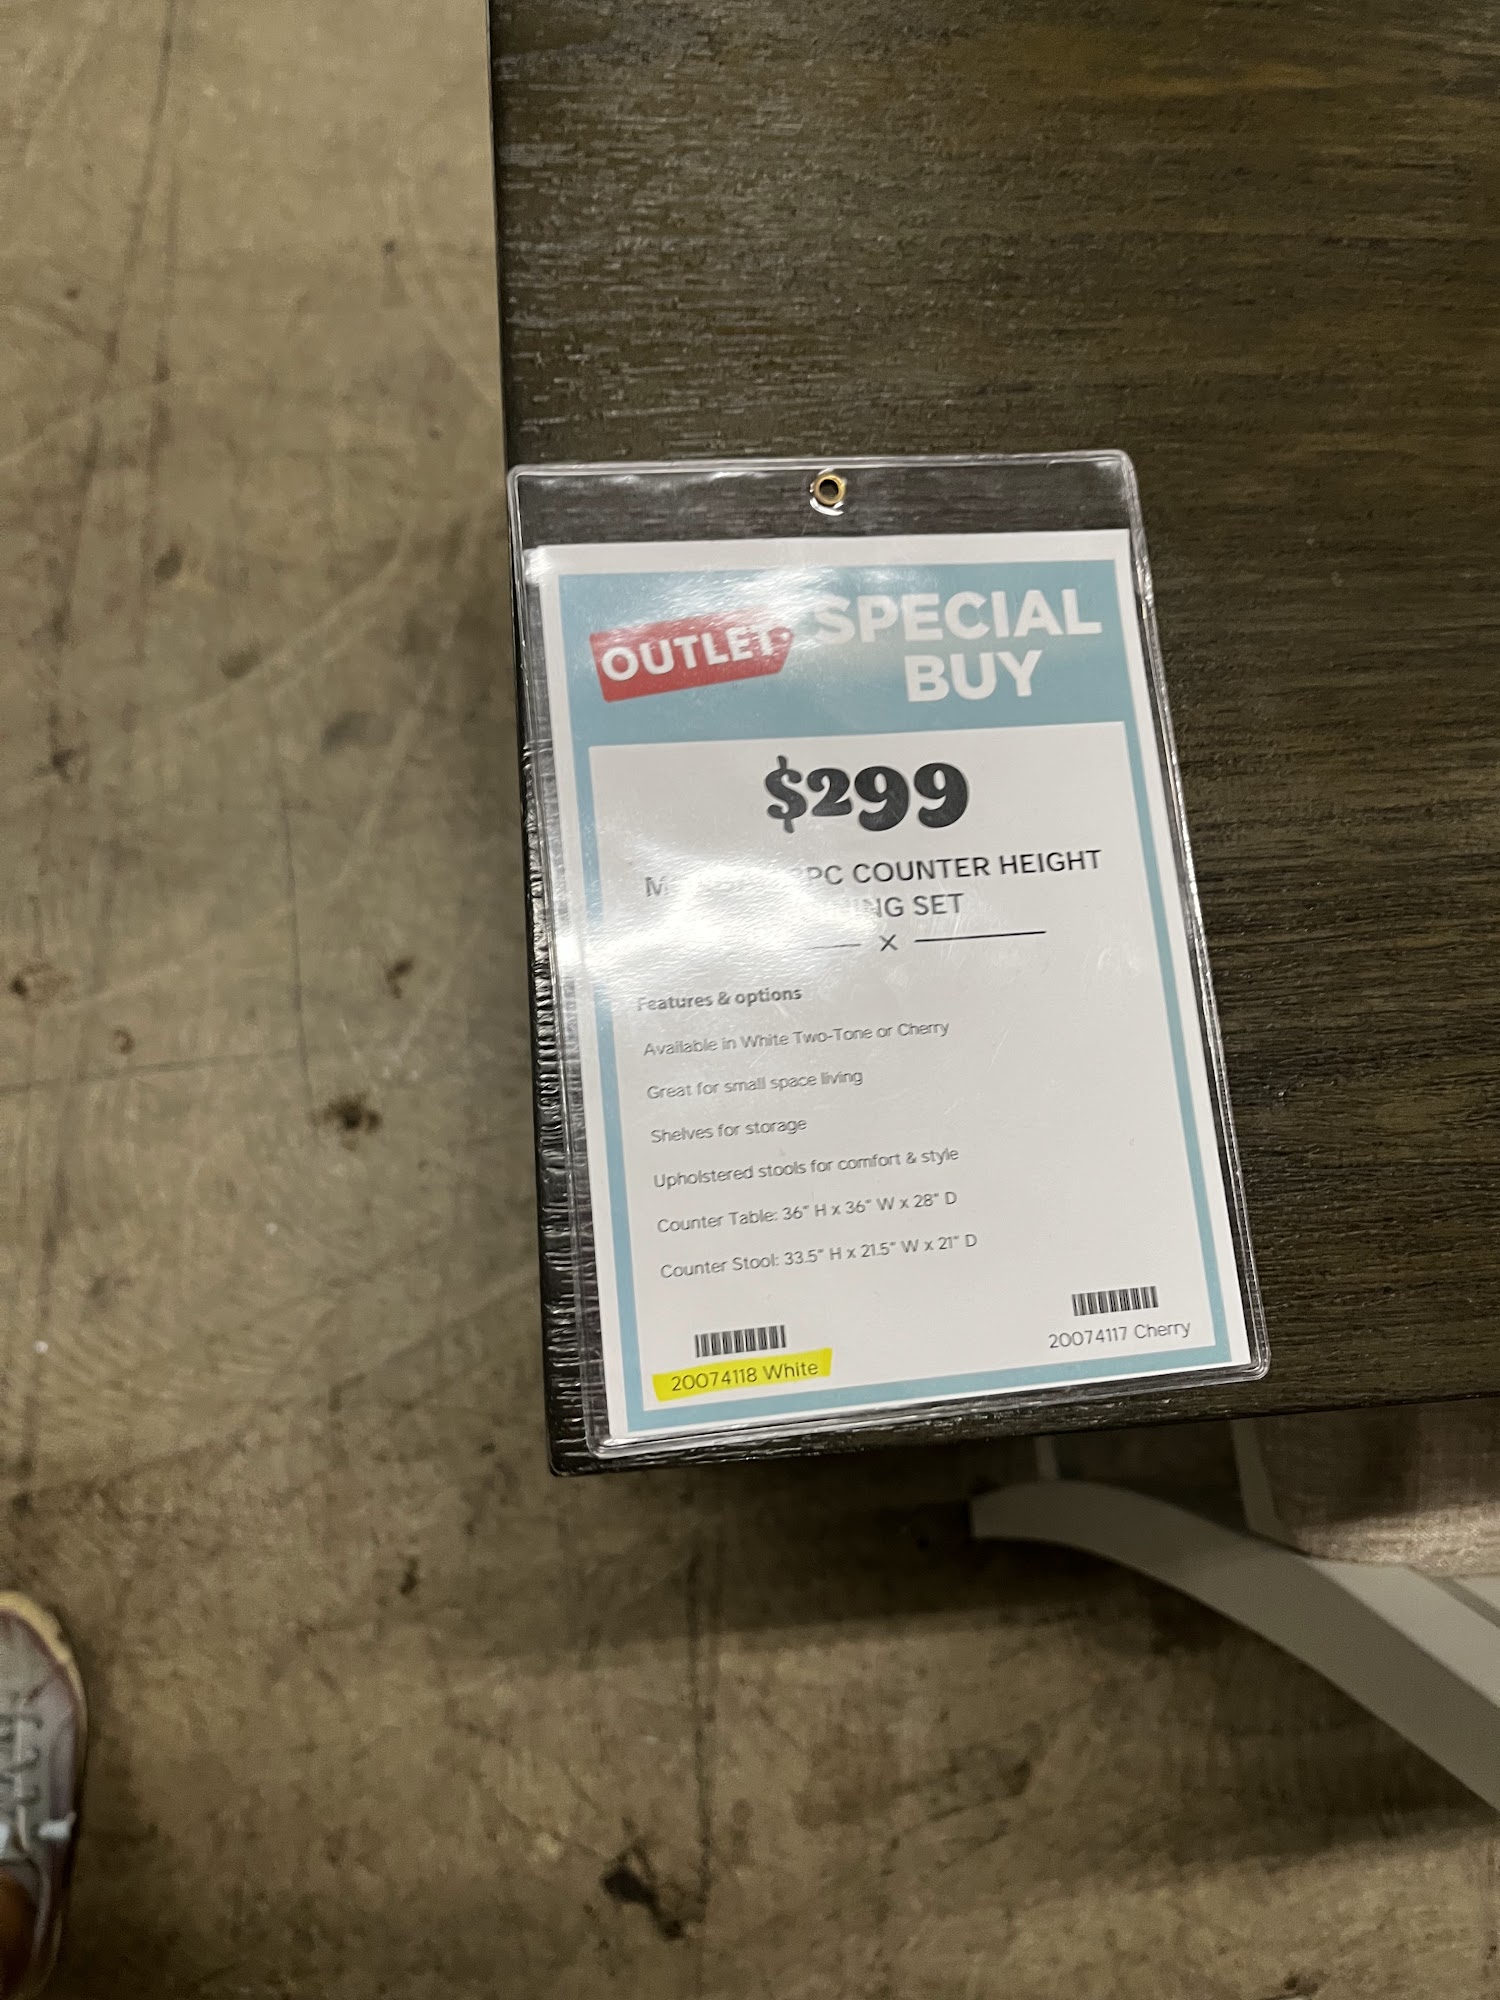 OUTLET SPECIAL
BUY
$299
COUNTER HEIGHT
SET
X
Features & options
Available in White Two-Tone or Cherry
Great for small space living
Shelves for storage
Upholstered stools for comfort & style
Counter Table: 36" H x 36" W x 28" D
Counter Stool: 33.5" H x 21.5" W x 21" D
20074118 White
20074117 Cherry